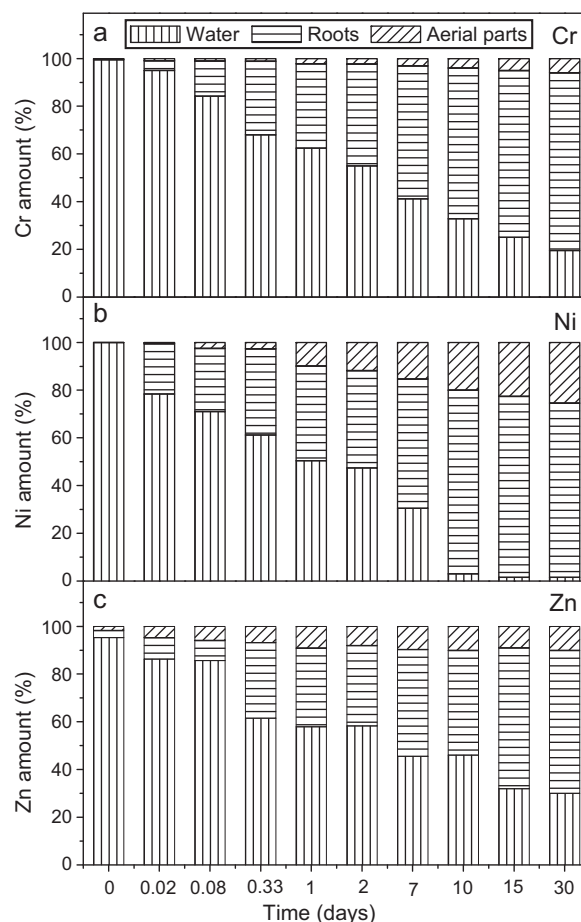 a
Water Roots Aerial parts
Cr
Cr amount (%)
100
80
60
40
20
0
b
Ni
Ni amount (%)
100
80
60
40
20
0
c
Zn
Zn amount (%)
100
80
60
40
20
0
0 0.02 0.08 0.33 1 2 7 10 15 30
Time (days)